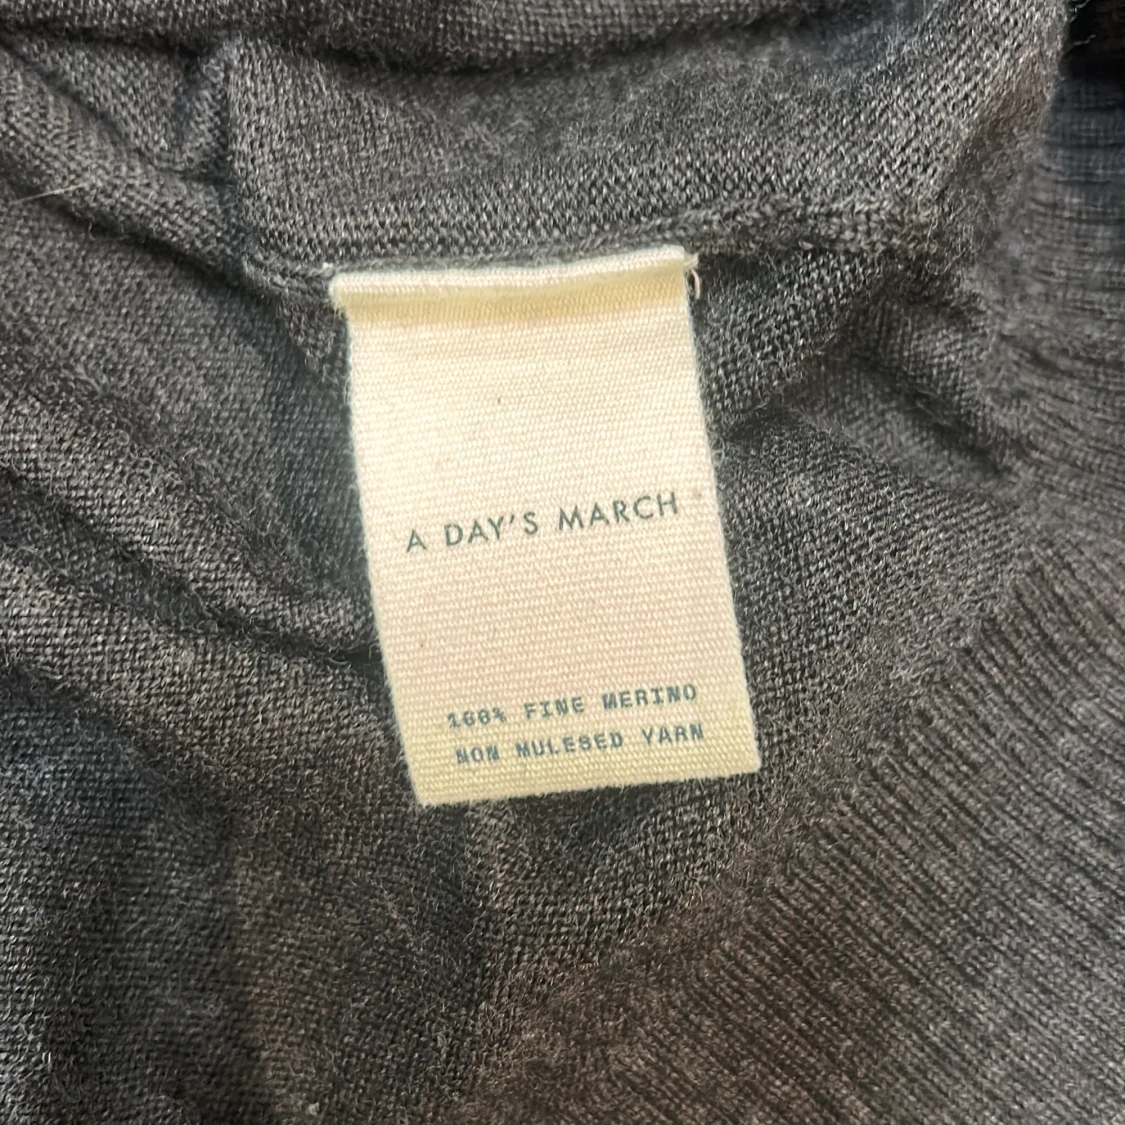 A DAY'S MARCH
100% FINE MERINO
NON MULESED YARN